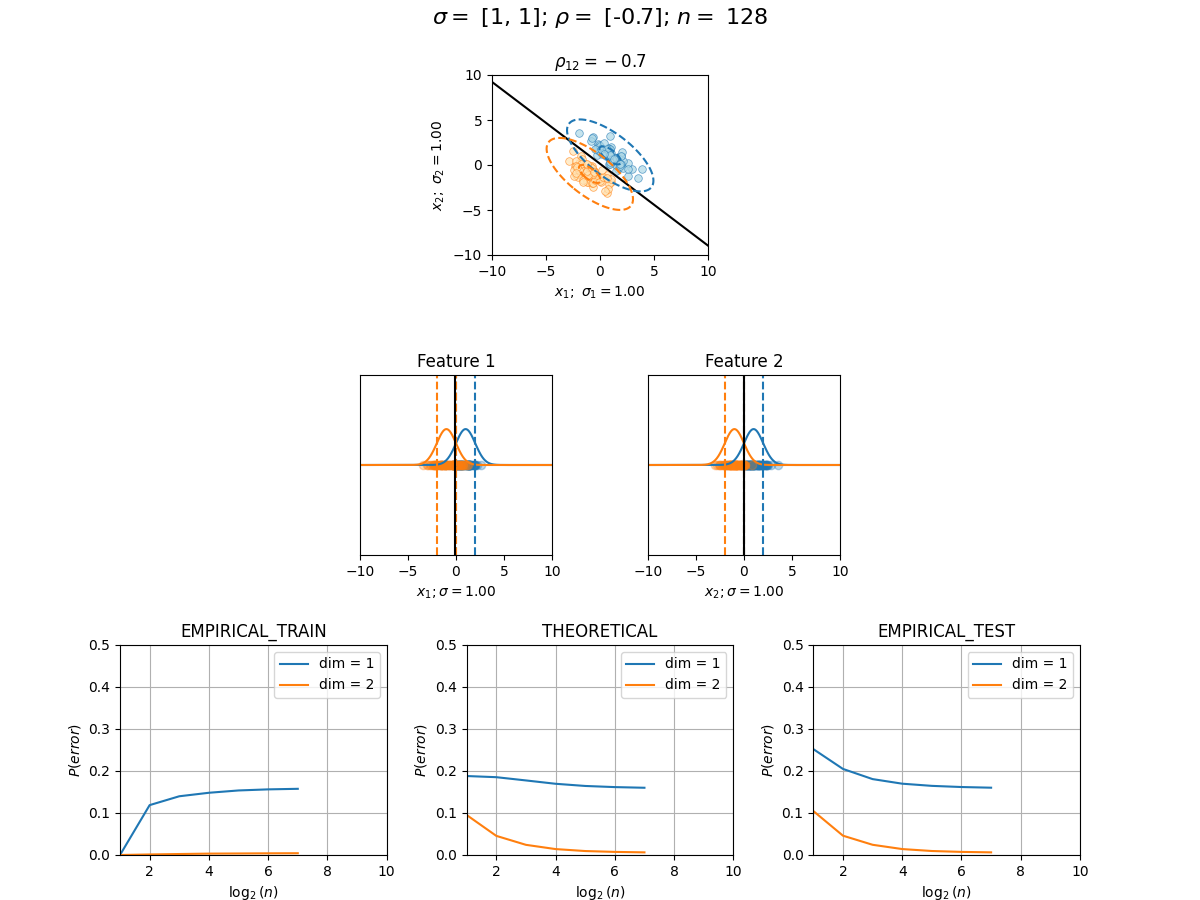 σ = [1, 1]; ρ = [-0.7]; n = 128
ρ₁₂ = −0.7
10
5
0
−5
−10
x₂; σ₂ = 1.00
−10 −5 0 5 10
x₁; σ₁ = 1.00
Feature 1
−10 −5 0 5 10
x₁; σ = 1.00
Feature 2
−10 −5 0 5 10
x₂; σ = 1.00
EMPIRICAL_TRAIN
dim = 1
dim = 2
0.5
0.4
0.3
0.2
0.1
0.0
P(error)
2 4 6 8 10
log₂(n)
THEORETICAL
dim = 1
dim = 2
0.5
0.4
0.3
0.2
0.1
0.0
P(error)
2 4 6 8 10
log₂(n)
EMPIRICAL_TEST
dim = 1
dim = 2
0.5
0.4
0.3
0.2
0.1
0.0
P(error)
2 4 6 8 10
log₂(n)